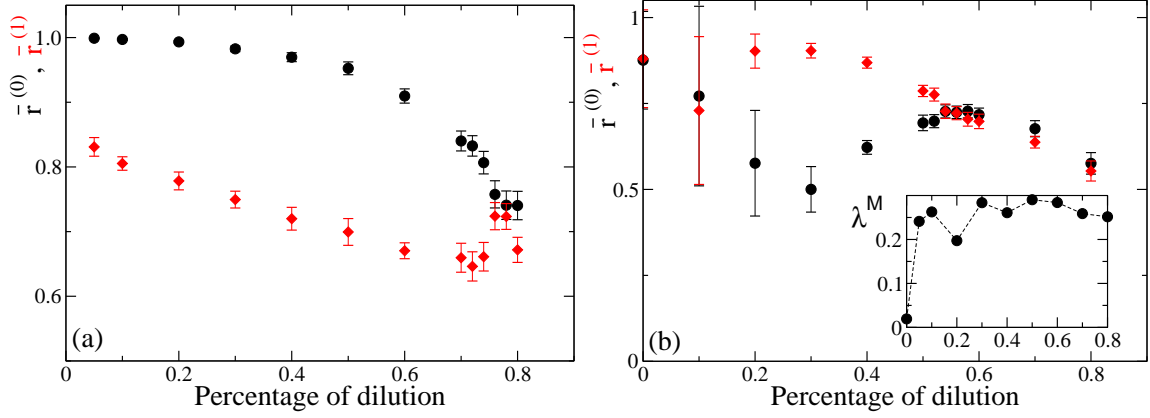 r̄⁽⁰⁾ , r̄⁽¹⁾
1
0.8
0.6
(a)
0 0.2 0.4 0.6 0.8
Percentage of dilution
r̄⁽⁰⁾ , r̄⁽¹⁾
1
0.5
0
(b)
λᴹ
0.2
0.1
0
0 0.2 0.4 0.6 0.8
0 0.2 0.4 0.6 0.8
Percentage of dilution